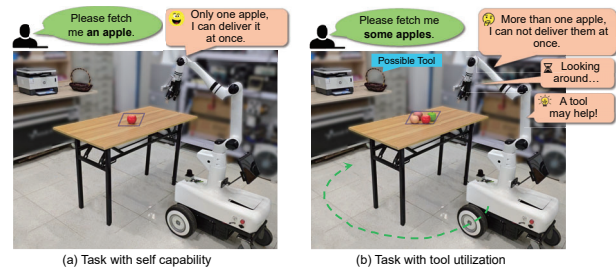 Please fetch
me an apple.
Only one apple,
I can deliver it
at once.
(a) Task with self capability
Please fetch me
some apples.
More than one apple,
I can not deliver them at
once.
Possible Tool
Looking
around…
A tool
may help!
(b) Task with tool utilization